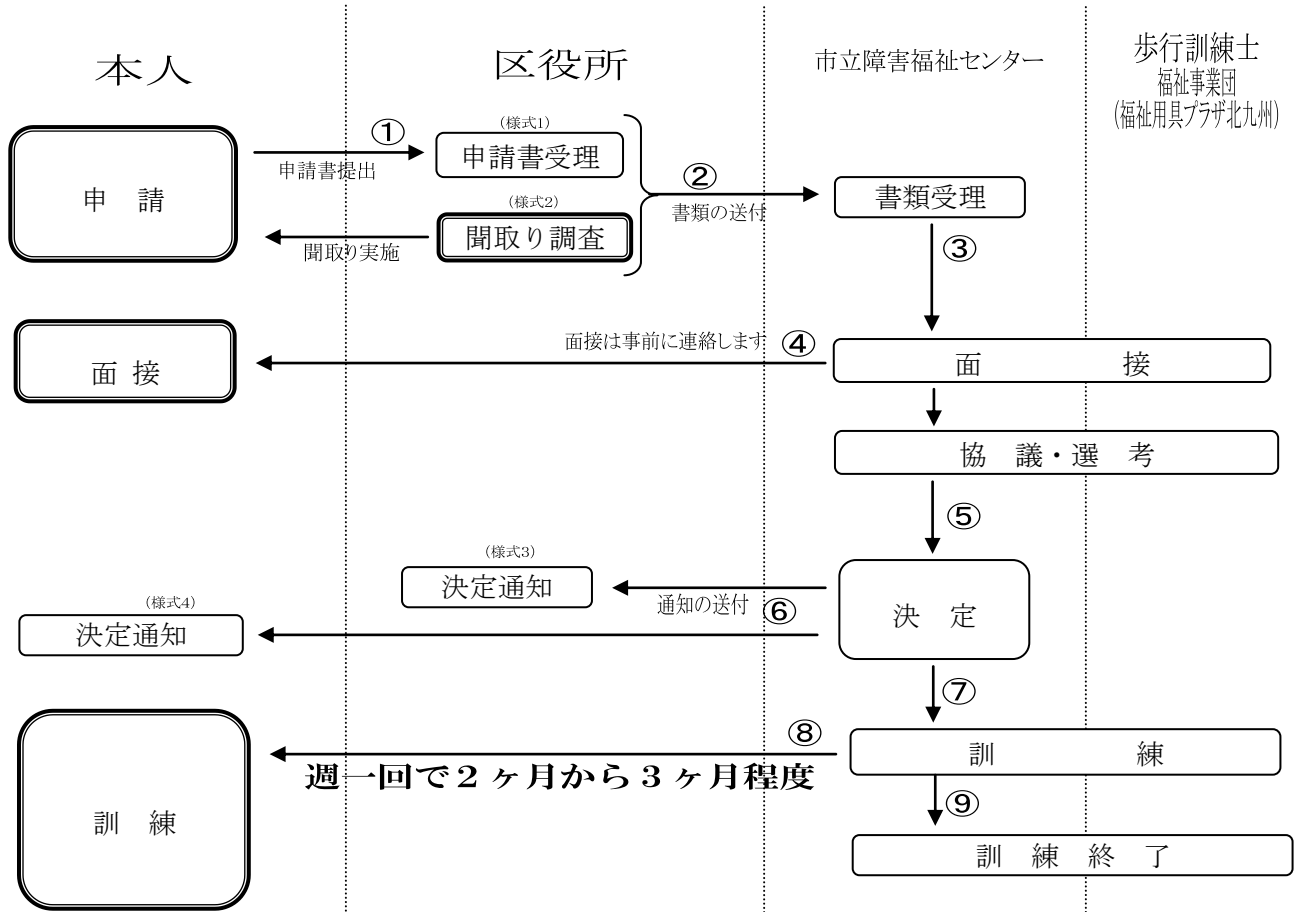 本人
区役所
市立障害福祉センター
歩行訓練士
福祉事業団
(福祉用具プラザ北九州)
申　請
①
申請書提出
(様式1)
申請書受理
(様式2)
聞取り調査
聞取り実施
②
書類の送付
書類受理
③
面 接
面接は事前に連絡します
④
面　　　　　接
協　議・選　考
⑤
(様式3)
決定通知
通知の送付
⑥
決　定
(様式4)
決定通知
⑦
訓　練
⑧
週一回で２ヶ月から３ヶ月程度
訓　　　　　練
⑨
訓　練　終　了